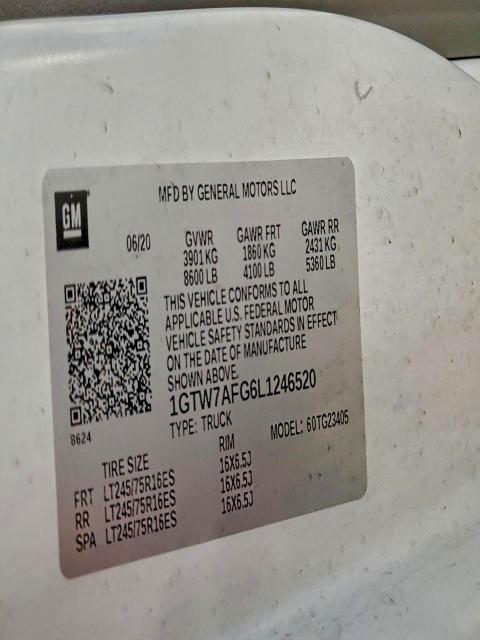 GM
MFD BY GENERAL MOTORS LLC
06/20 GVWR GAWR FRT GAWR RR
3901 KG 1860 KG 2431 KG
8600 LB 4100 LB 5360 LB
THIS VEHICLE CONFORMS TO ALL
APPLICABLE U.S. FEDERAL MOTOR
VEHICLE SAFETY STANDARDS IN EFFECT
ON THE DATE OF MANUFACTURE
SHOWN ABOVE.
1GTW7AFG6L1246520
8624 TYPE: TRUCK MODEL: 60TG23405
TIRE SIZE RIM
FRT LT245/75R16ES 16X6.5J
RR LT245/75R16ES 16X6.5J
SPA LT245/75R16ES 16X6.5J